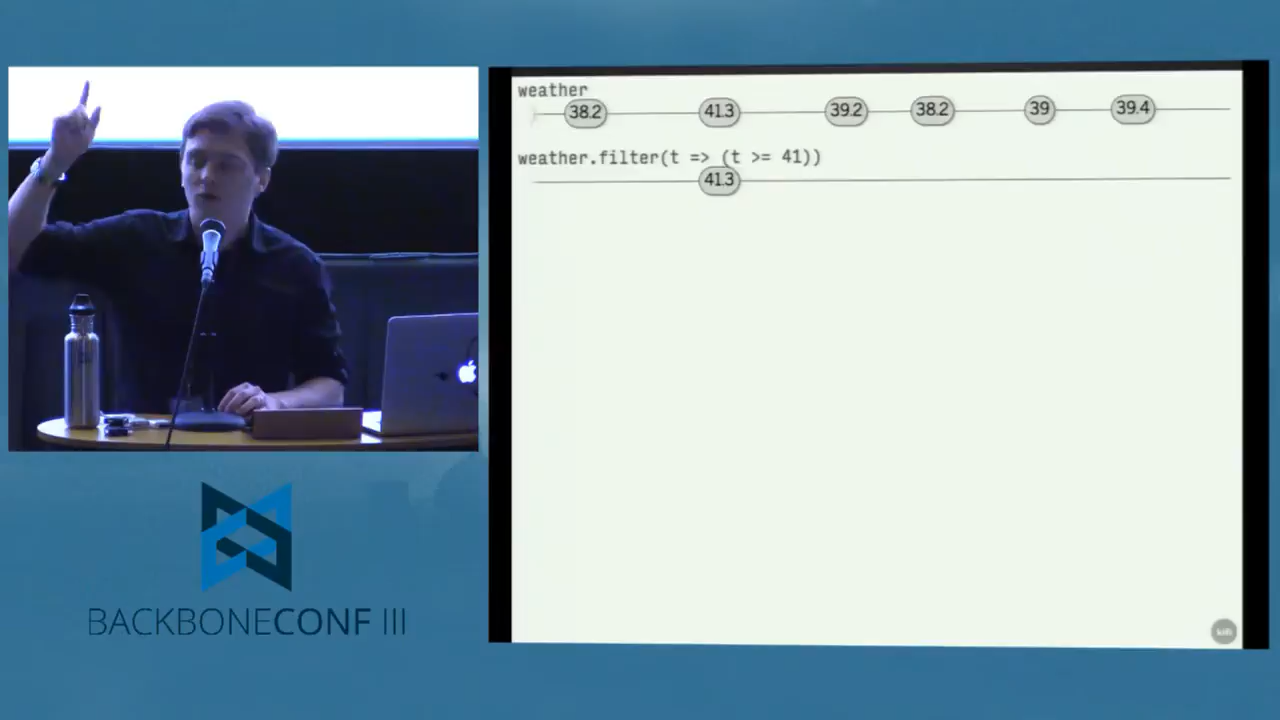 weather
38.2 41.3 39.2 38.2 39 39.4
weather.filter(t => (t >= 41))
41.3
kifi
BACKBONECONF III